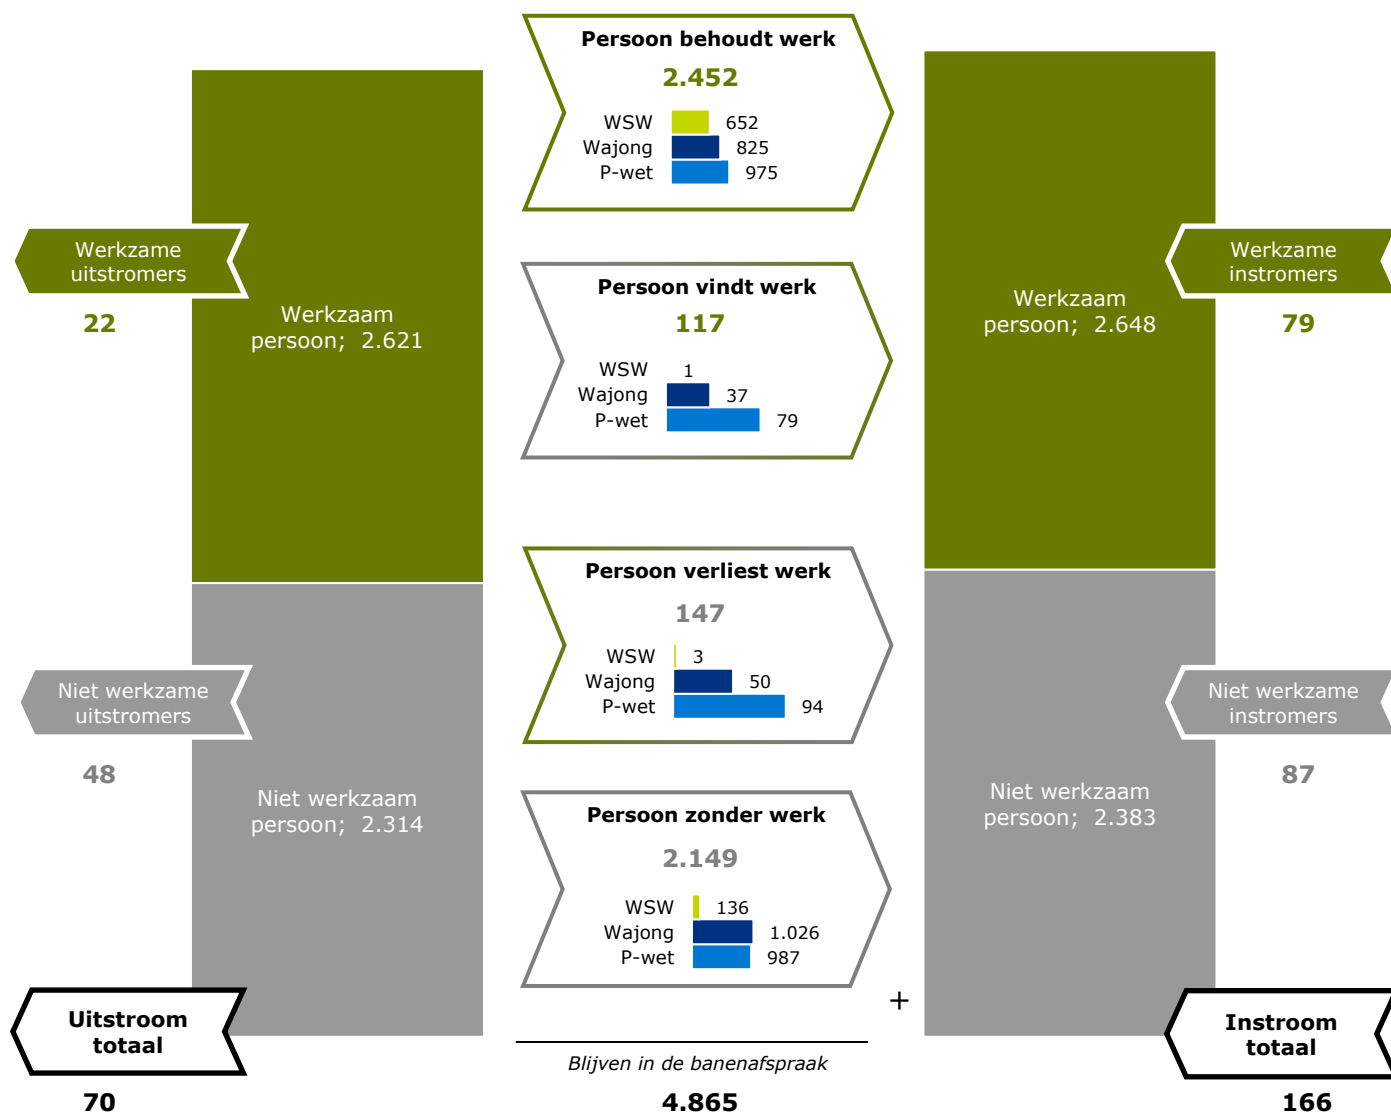 Persoon behoudt werk
2.452
WSW 652
Wajong 825
P-wet 975
Werkzame
uitstromers
22
Werkzaam
persoon; 2.621
Persoon vindt werk
117
WSW 1
Wajong 37
P-wet 79
Werkzaam
persoon; 2.648
Werkzame
instromers
79
Persoon verliest werk
147
WSW 3
Wajong 50
P-wet 94
Niet werkzame
uitstromers
48
Niet werkzaam
persoon; 2.314
Persoon zonder werk
2.149
WSW 136
Wajong 1.026
P-wet 987
Niet werkzaam
persoon; 2.383
Niet werkzame
instromers
87
+
Uitstroom
totaal
70
Blijven in de banenafspraak
4.865
Instroom
totaal
166